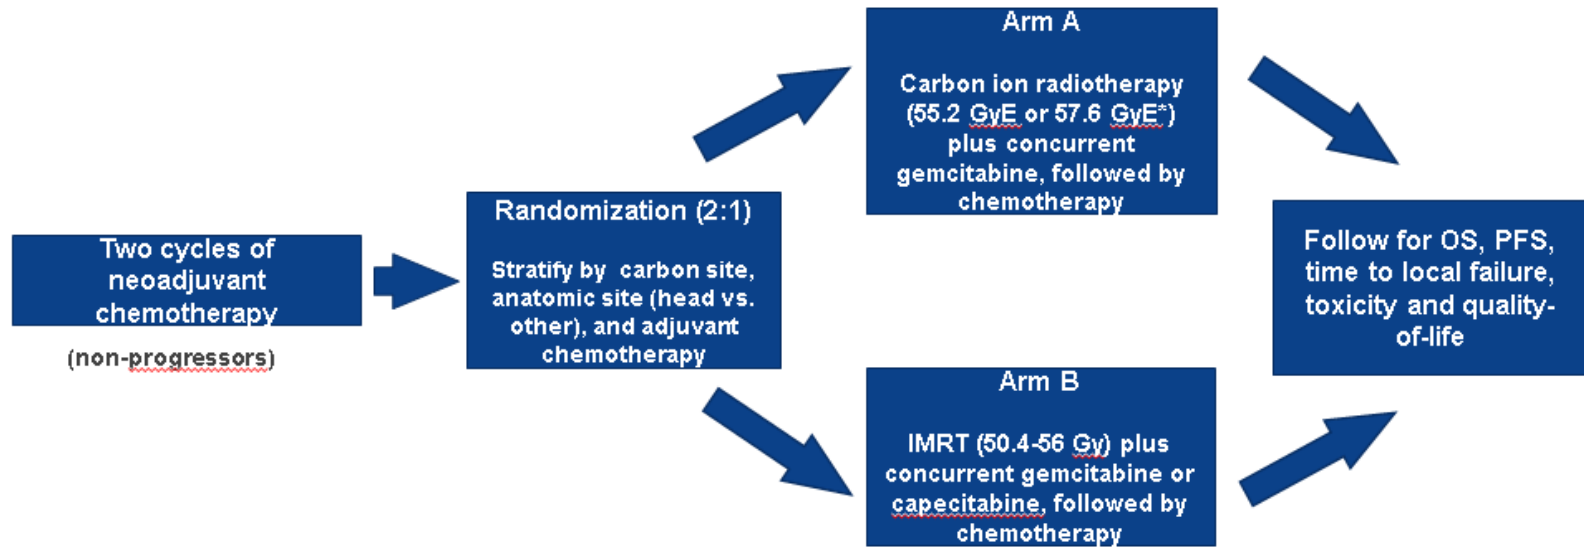 Two cycles of
neoadjuvant
chemotherapy
(non-progressors)
Randomization (2:1)
Stratify by carbon site,
anatomic site (head vs.
other), and adjuvant
chemotherapy
Arm A
Carbon ion radiotherapy
(55.2 GyE or 57.6 GyE*)
plus concurrent
gemcitabine, followed by
chemotherapy
Arm B
IMRT (50.4-56 Gy) plus
concurrent gemcitabine or
capecitabine, followed by
chemotherapy
Follow for OS, PFS,
time to local failure,
toxicity and quality-
of-life